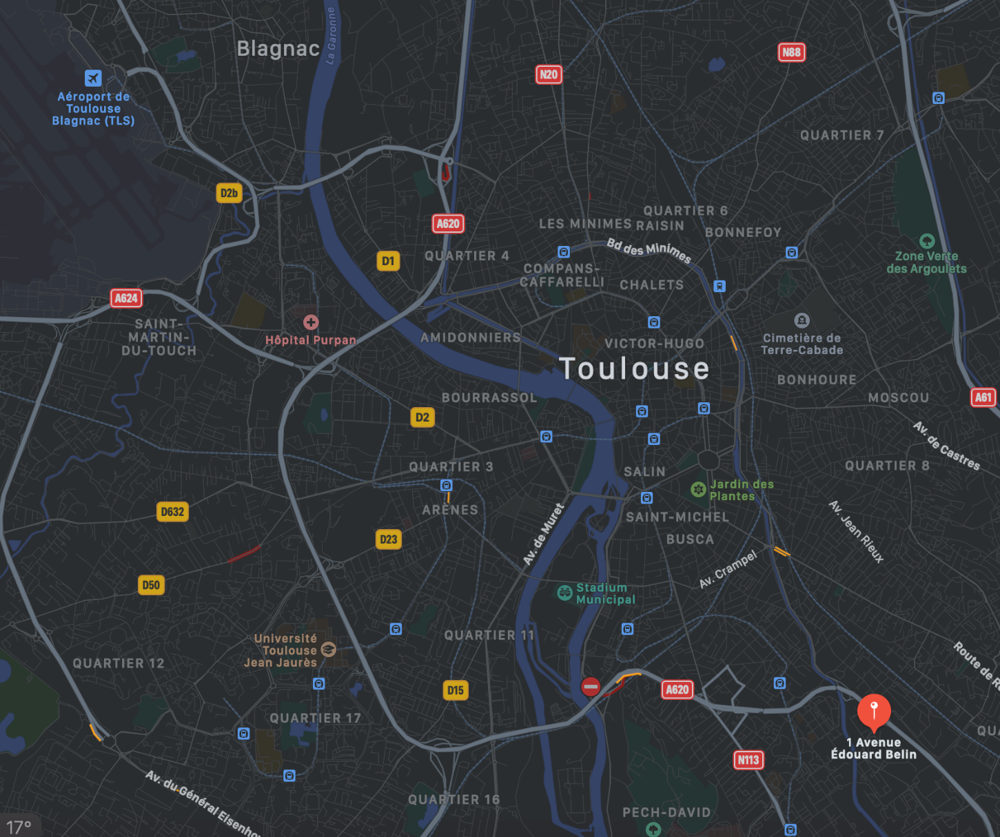 La Garonne
Blagnac
N88
N20
Aéroport de
Toulouse
Blagnac (TLS)
QUARTIER 7
D2b
QUARTIER 6
A620
LES MINIMES
RAISIN
BONNEFOY
Bd des Minimes
D1
QUARTIER 4
Zone Verte
des Argoulets
COMPANS-
CAFFARELLI
CHALETS
A624
SAINT-
MARTIN-
DU-TOUCH
Hôpital Purpan
AMIDONNIERS
VICTOR-HUGO
Cimetière de
Terre-Cabade
Toulouse
BONHOURE
BOURRASSOL
MOSCOU
A61
D2
Av. de Castres
QUARTIER 3
SALIN
QUARTIER 8
Jardin des
Plantes
D632
ARÈNES
SAINT-MICHEL
Av. Jean Rieux
Av. de Muret
D23
BUSCA
Av. Crampel
D50
Stadium
Municipal
QUARTIER 11
Université
Toulouse
Jean Jaurès
QUARTIER 12
Route de R
D15
A620
QUARTIER 17
QUA
1 Avenue
Édouard Belin
N113
Av. du Général Eisenho
QUARTIER 16
PECH-DAVID
17°